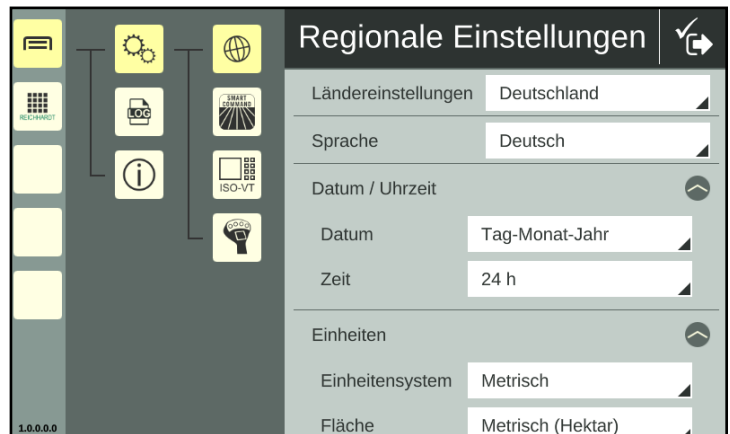 Regionale Einstellungen
Ländereinstellungen Deutschland
Sprache Deutsch
Datum / Uhrzeit
Datum Tag-Monat-Jahr
Zeit 24 h
Einheiten
Einheitensystem Metrisch
Fläche Metrisch (Hektar)
REICHHARDT
LOG
SMART
COMMAND
ISO-VT
1.0.0.0.0